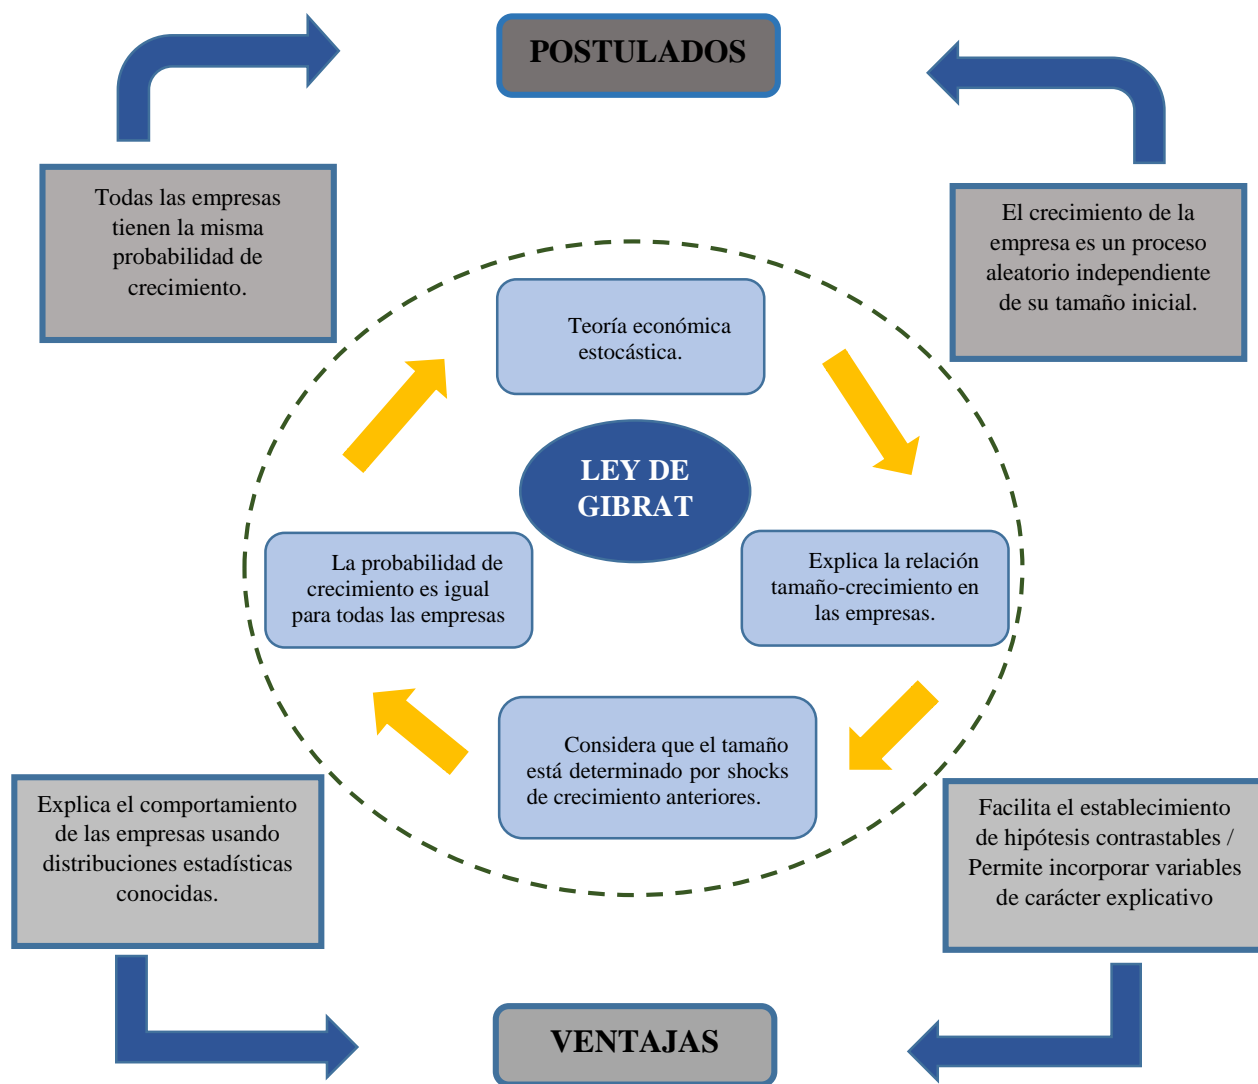 POSTULADOS
Todas las empresas
tienen la misma
probabilidad de
crecimiento.
El crecimiento de la
empresa es un proceso
aleatorio independiente
de su tamaño inicial.
Teoría económica
estocástica.
LEY DE
GIBRAT
La probabilidad de
crecimiento es igual
para todas las empresas
Explica la relación
tamaño-crecimiento en
las empresas.
Considera que el tamaño
está determinado por shocks
de crecimiento anteriores.
Explica el comportamiento
de las empresas usando
distribuciones estadísticas
conocidas.
Facilita el establecimiento
de hipótesis contrastables /
Permite incorporar variables
de carácter explicativo
VENTAJAS